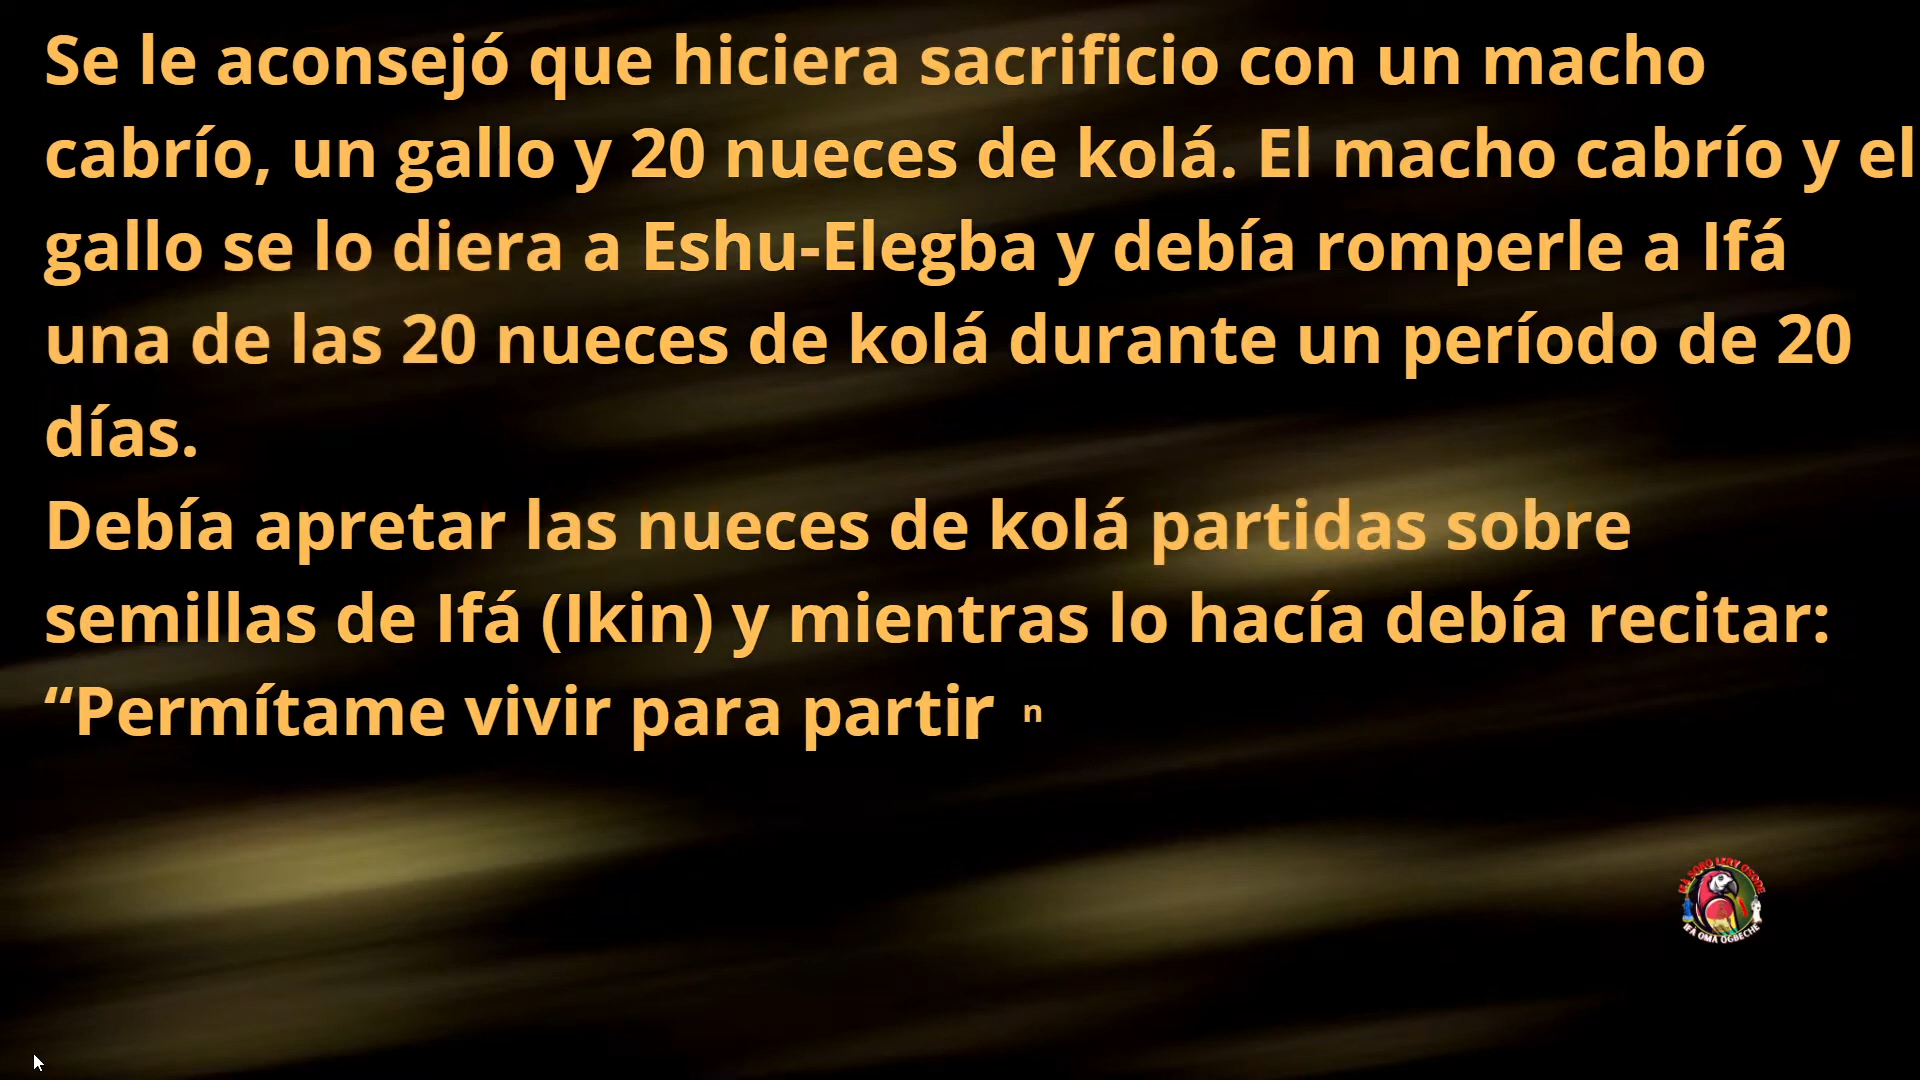 Se le aconsejó que hiciera sacrificio con un macho
cabrío, un gallo y 20 nueces de kolá. El macho cabrío y el
gallo se lo diera a Eshu-Elegba y debía romperle a Ifá
una de las 20 nueces de kolá durante un período de 20
días.
Debía apretar las nueces de kolá partidas sobre
semillas de Ifá (Ikin) y mientras lo hacía debía recitar:
“Permítame vivir para partir n
IFA OMA OGBECHE